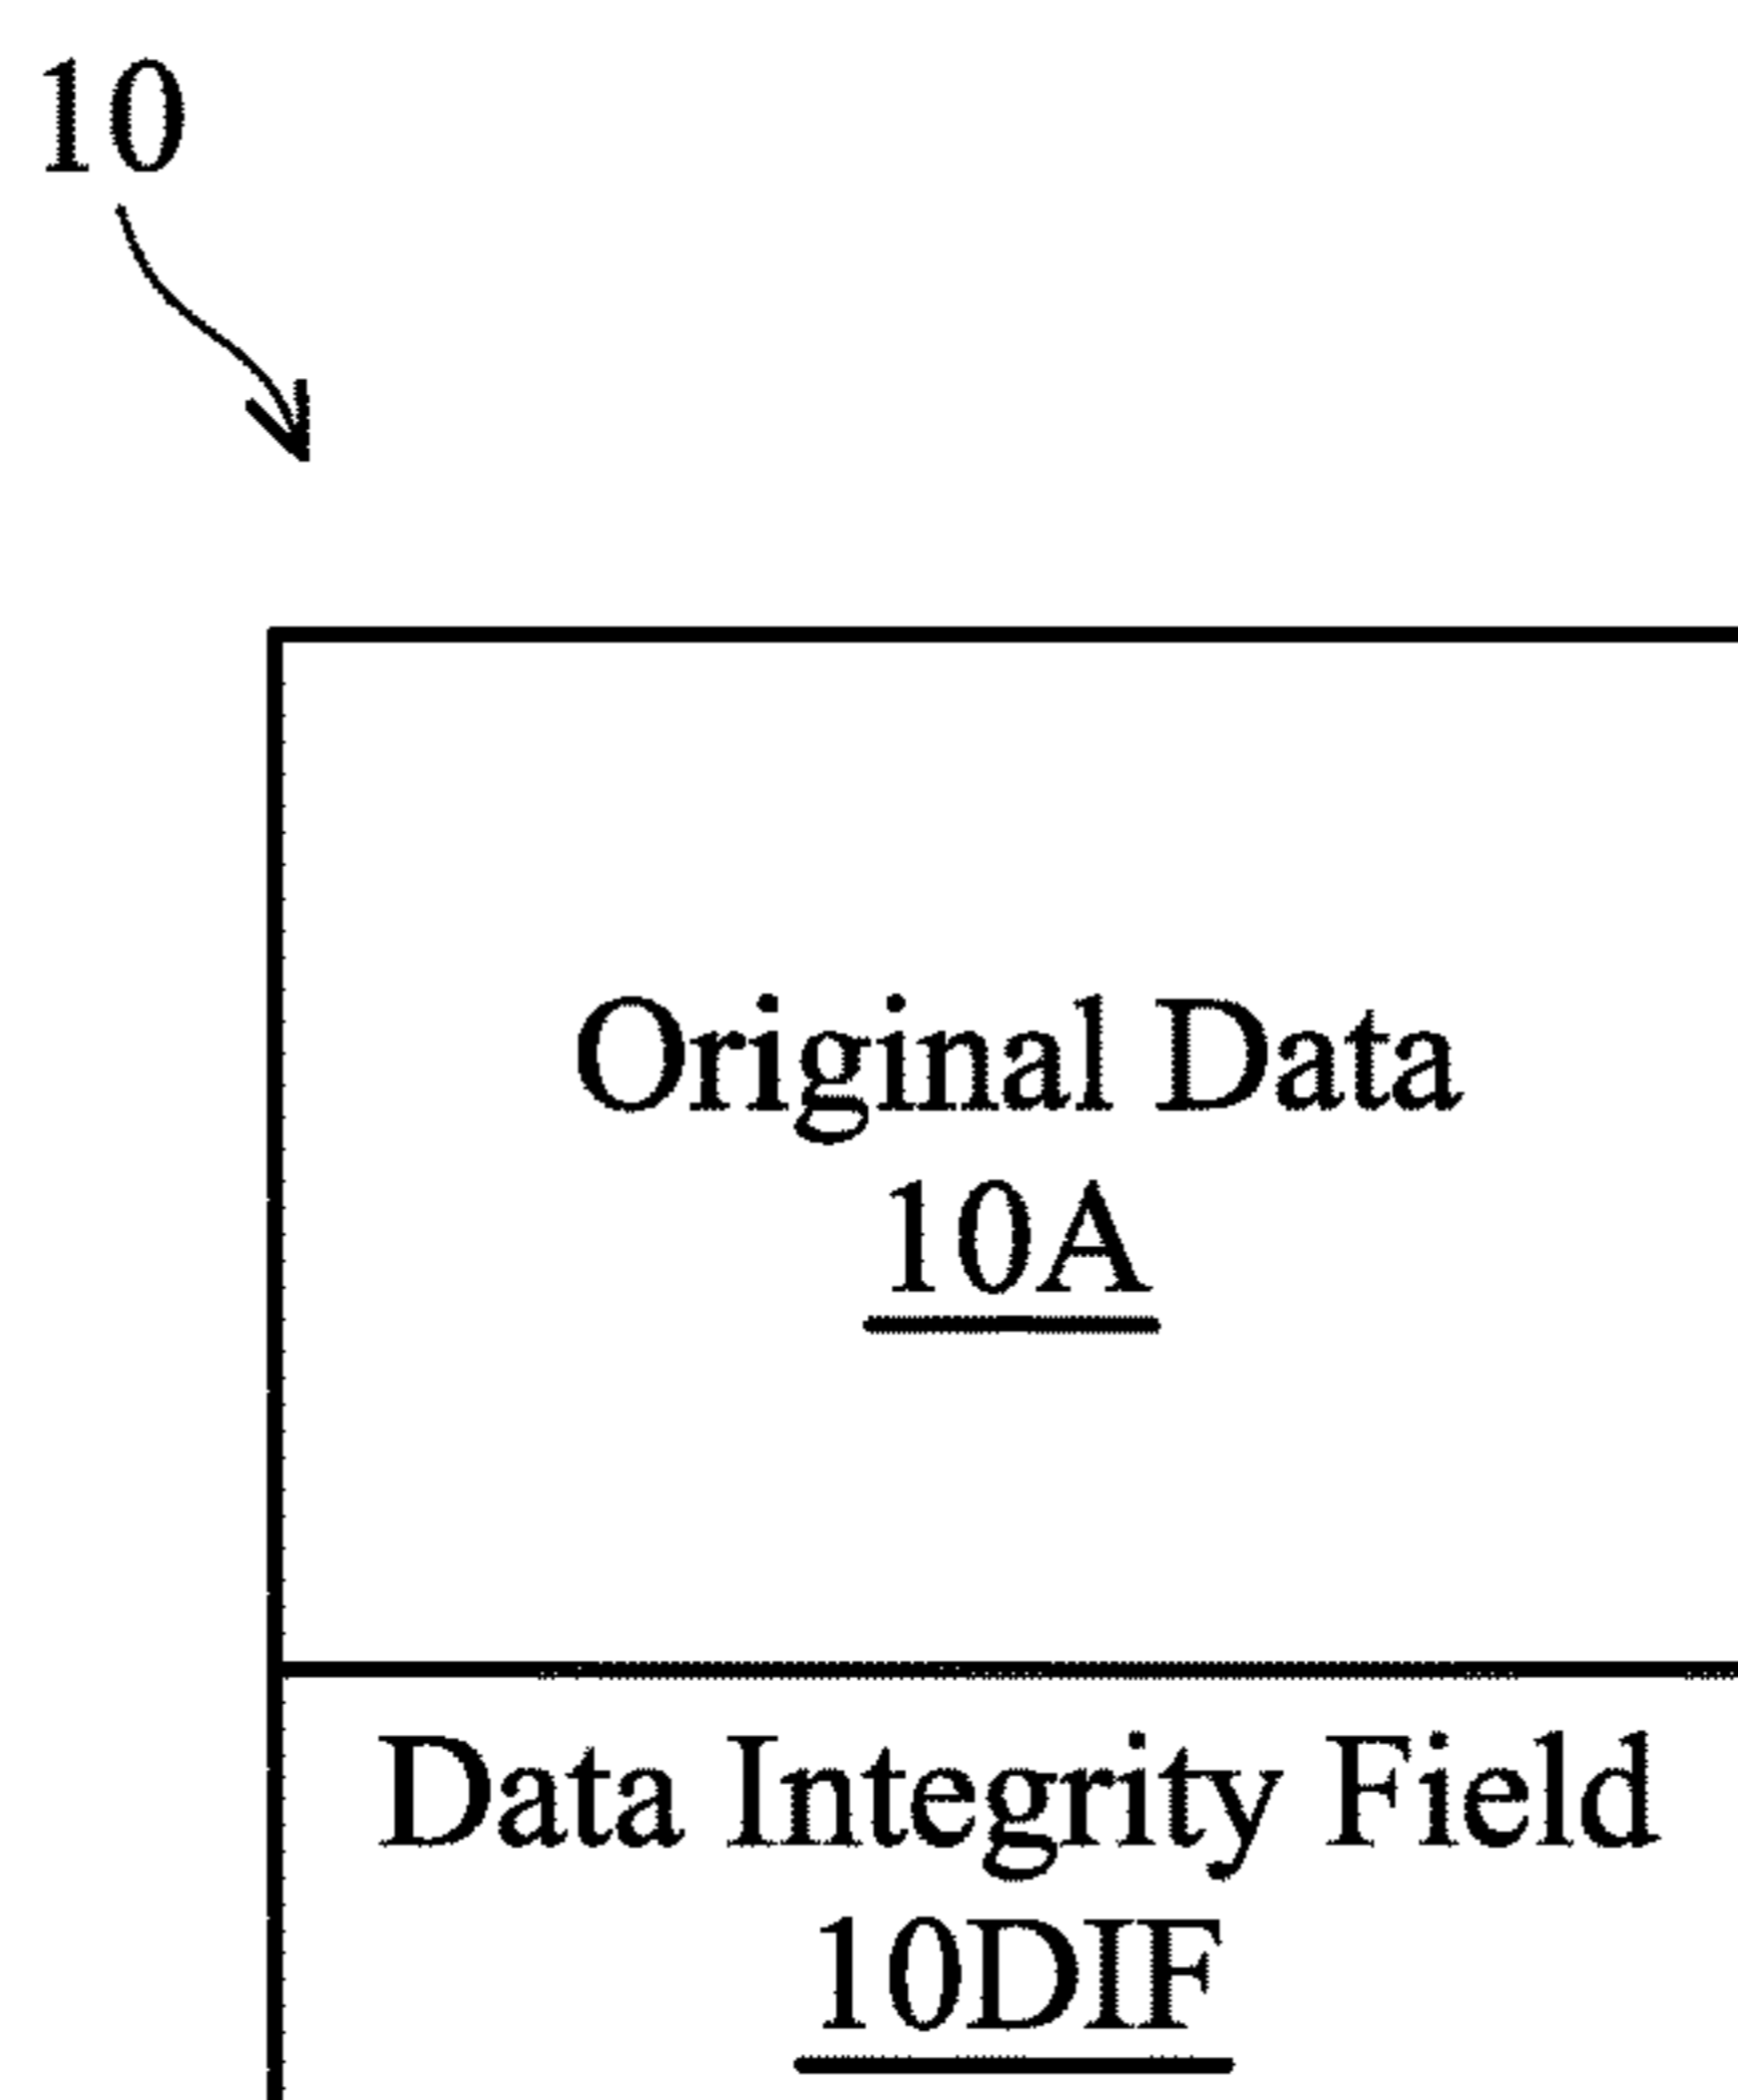 10
Original Data
10A
Data Integrity Field
10DIF